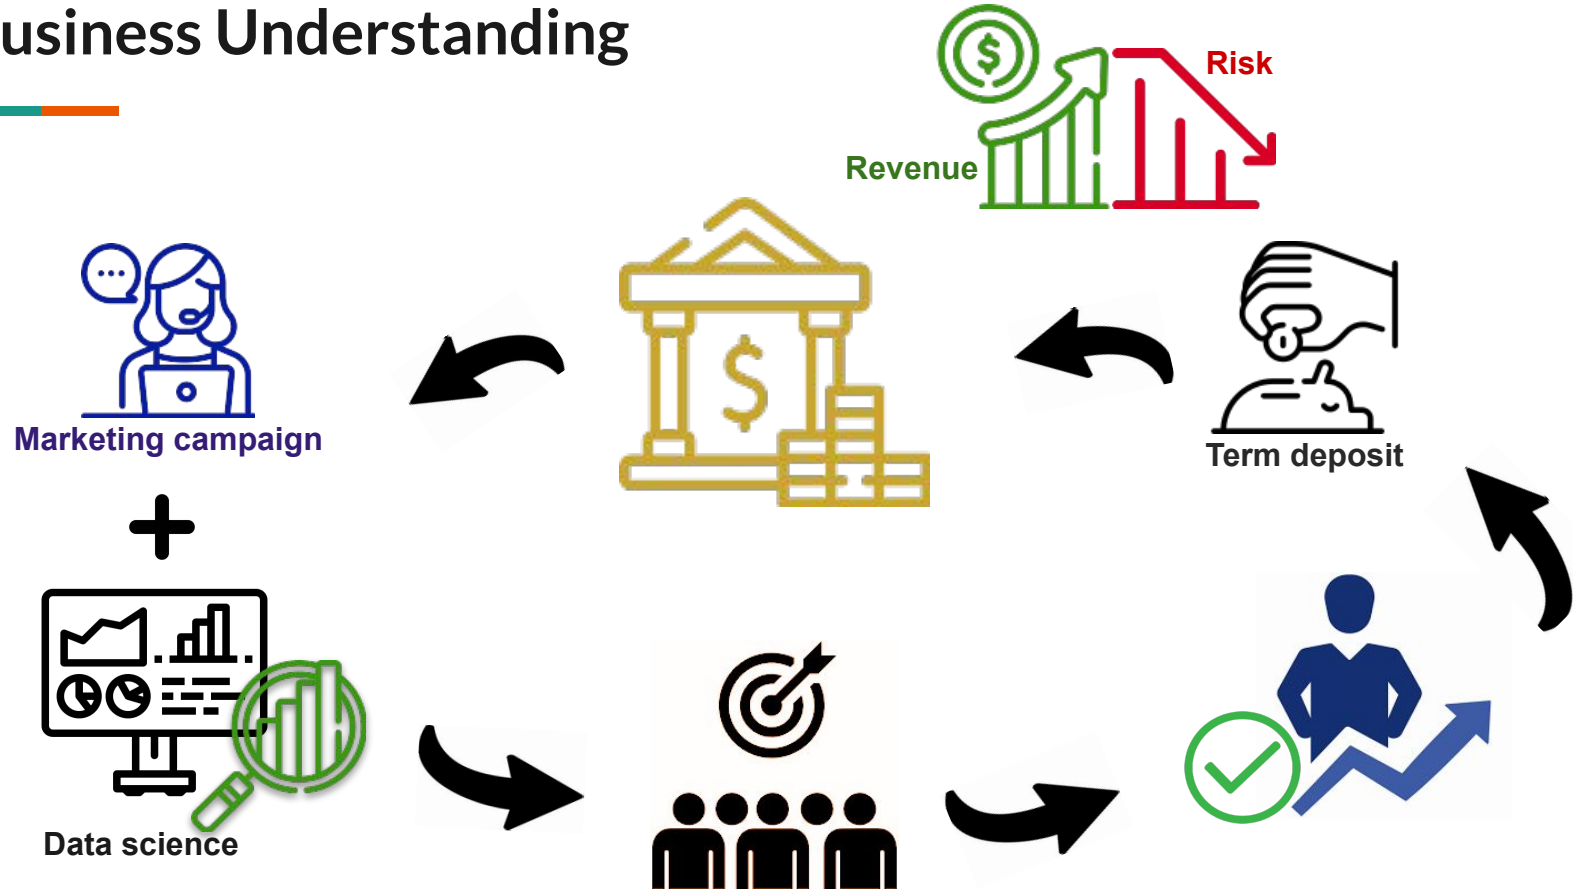 usiness Understanding
Risk
Revenue
$
$
Marketing campaign
Term deposit
Data science